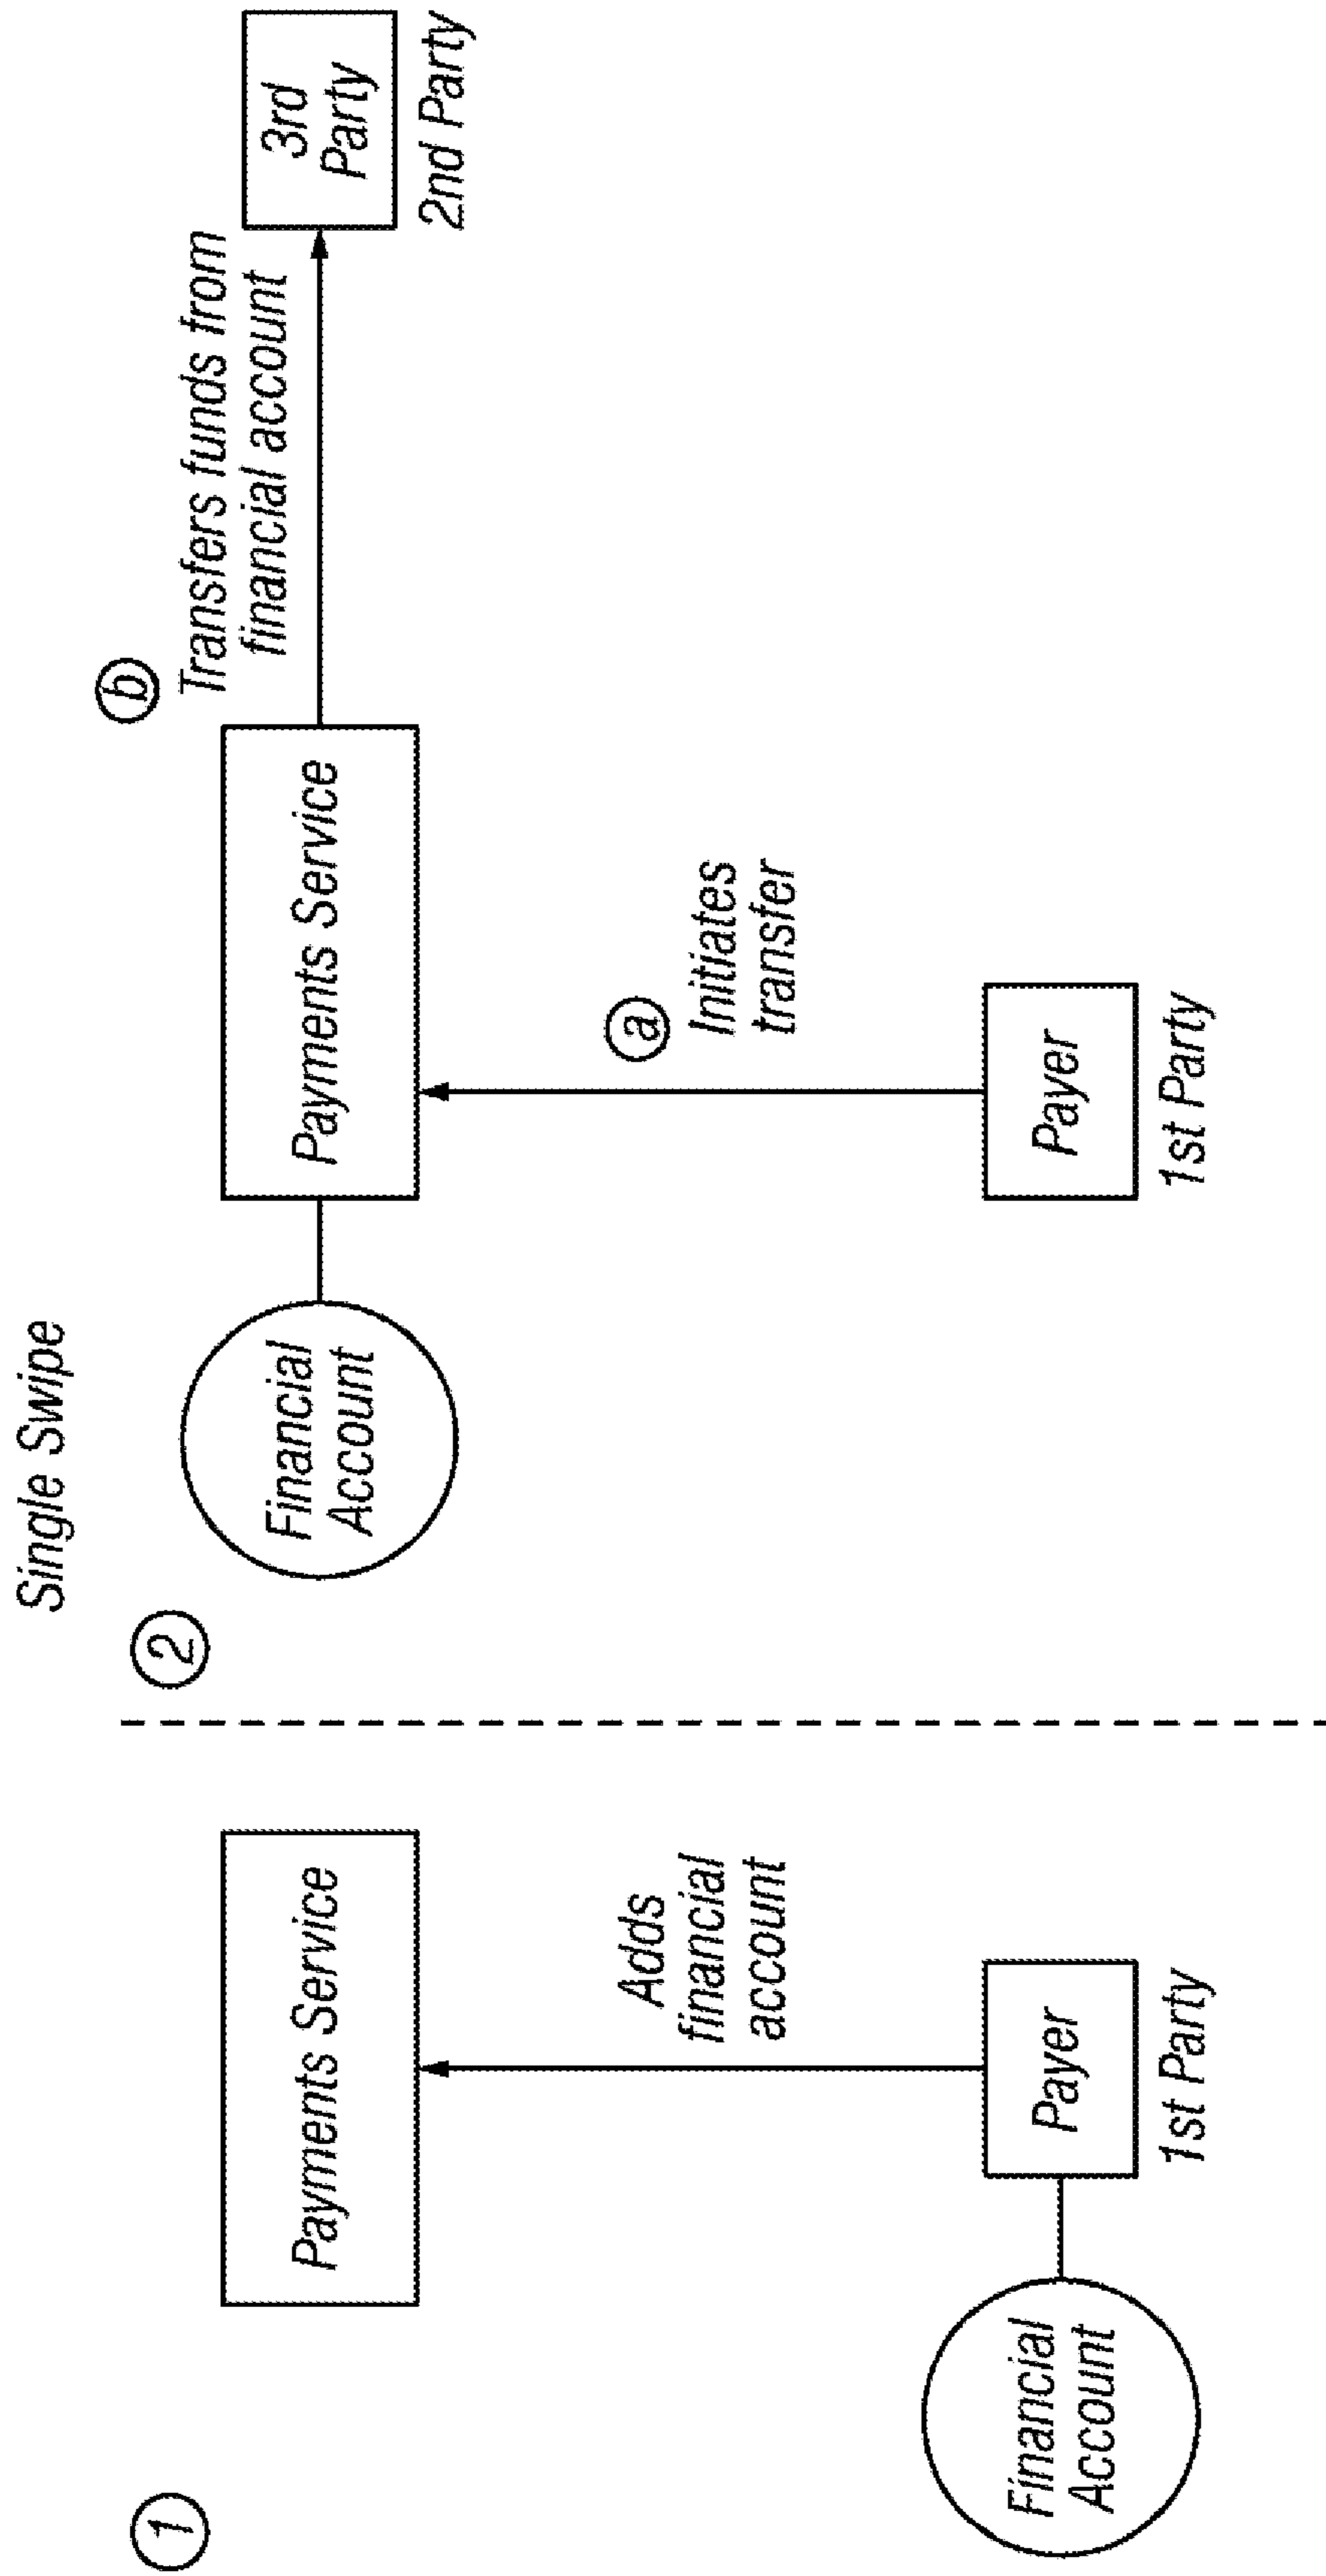 Single Swipe
1
Payments Service
Adds
financial
account
Financial
Account
Payer
1st Party
2
Financial
Account
Payments Service
b
Transfers funds from
financial account
3rd
Party
2nd Party
a
Initiates
transfer
Payer
1st Party